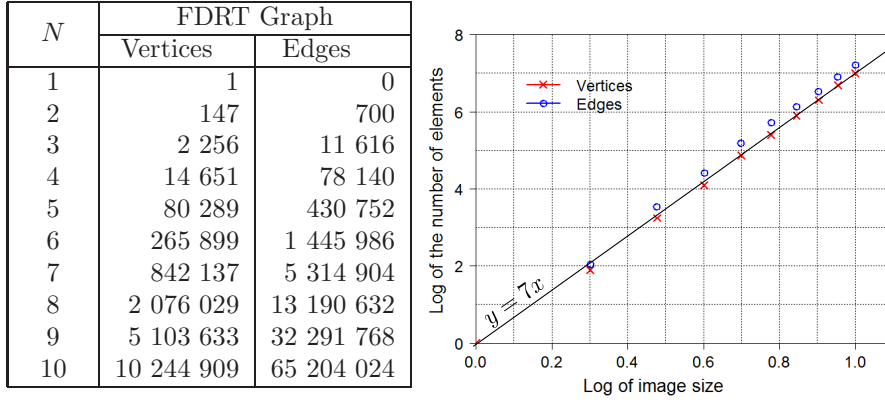 N FDRT Graph
Vertices Edges
1 1 0
2 147 700
3 2 256 11 616
4 14 651 78 140
5 80 289 430 752
6 265 899 1 445 986
7 842 137 5 314 904
8 2 076 029 13 190 632
9 5 103 633 32 291 768
10 10 244 909 65 204 024
Log of the number of elements
8
6
4
2
0
Vertices
Edges
y = 7x
0.0 0.2 0.4 0.6 0.8 1.0
Log of image size